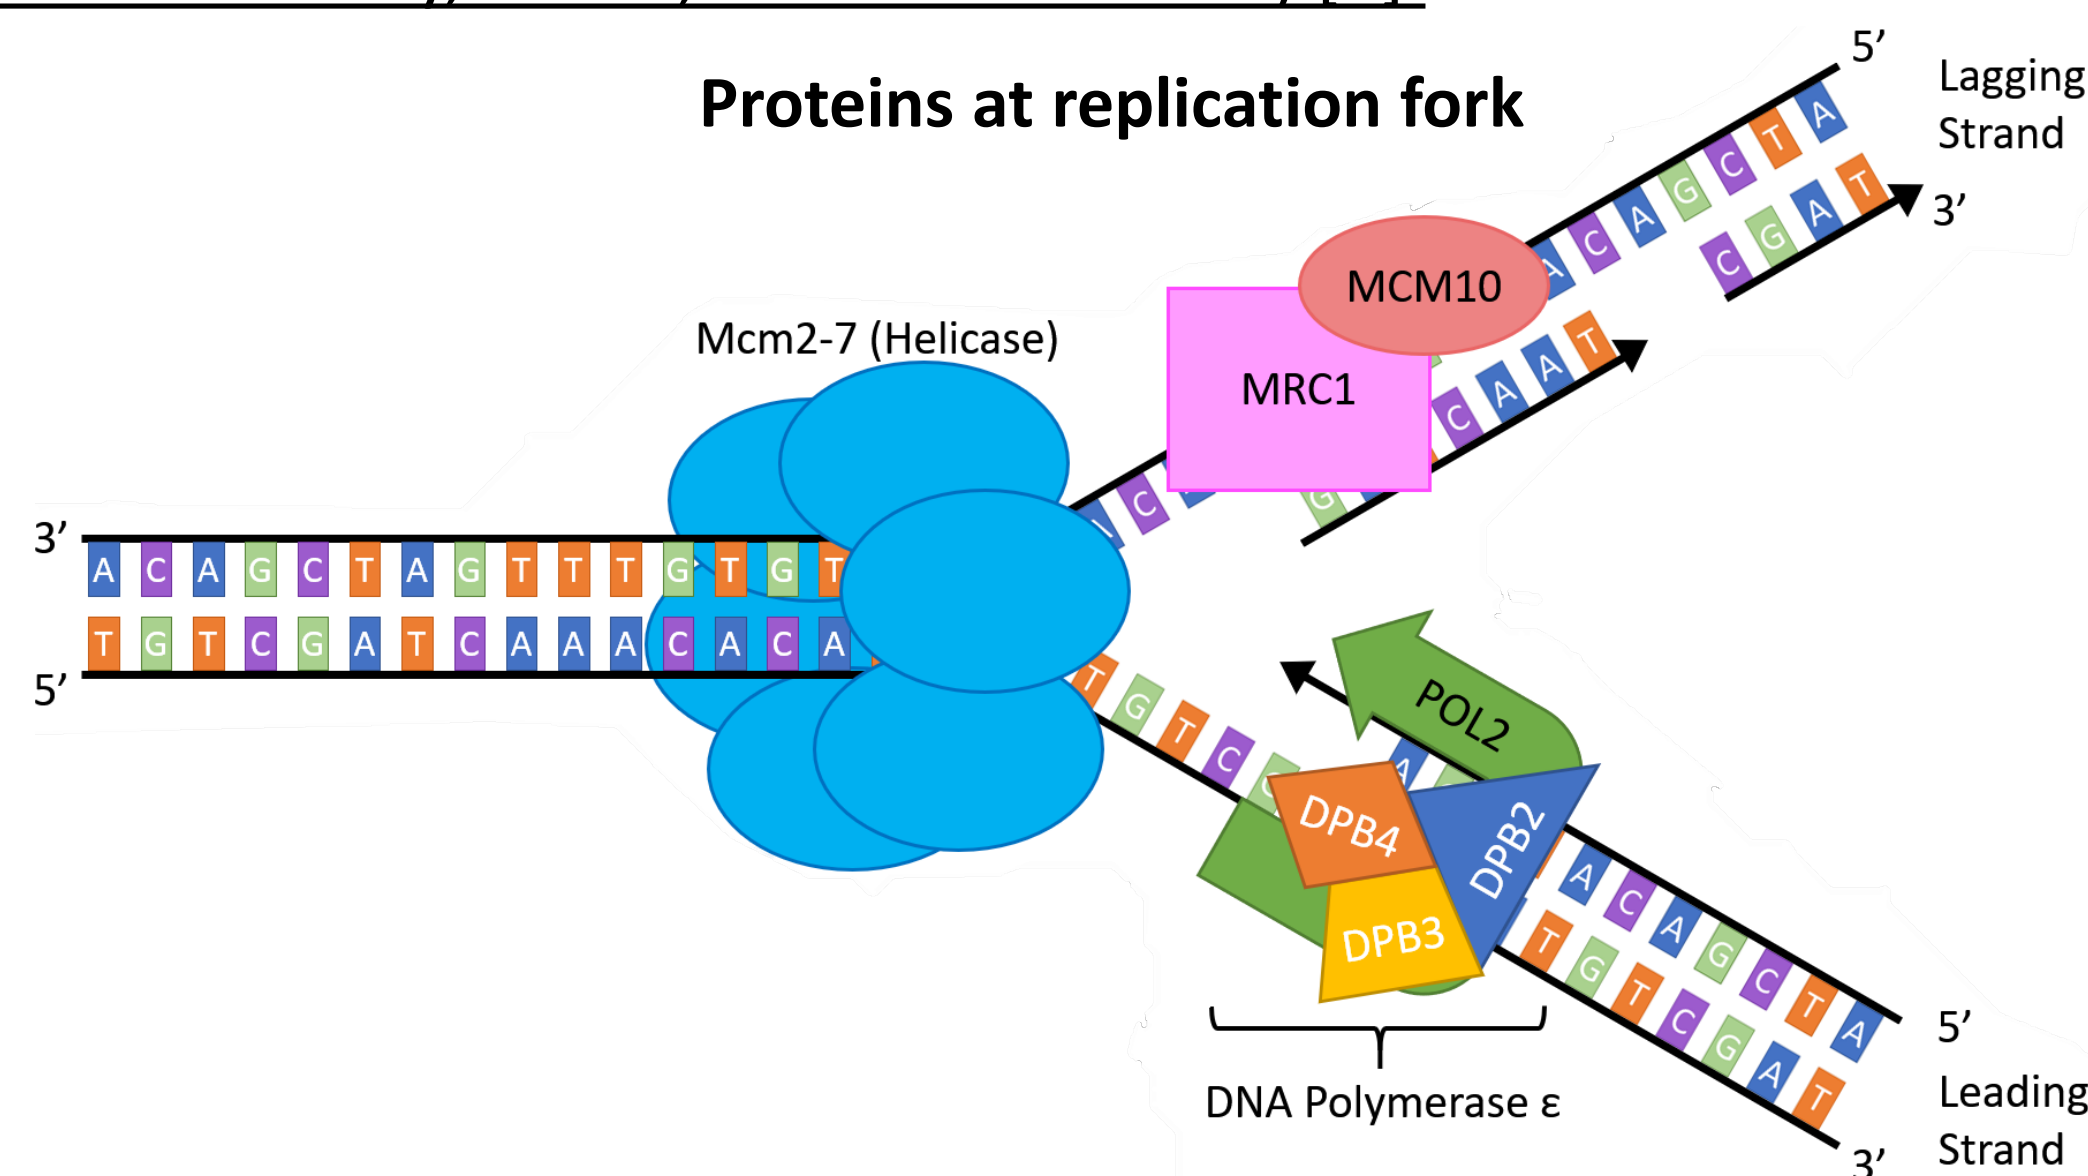 Proteins at replication fork
5’
Lagging
Strand
3’
A T C G A C A
T A G C
MCM10
Mcm2-7 (Helicase)
MRC1
T A A C
C
G
3’
A C A G C T A G T T T G T G T
T G T C G A T C A A A C A C A
5’
T G T C G
POL2
A
DPB4
DPB2
DPB3
A C A G C T A
T G T C G A T
5’
DNA Polymerase ε
Leading
Strand
3’